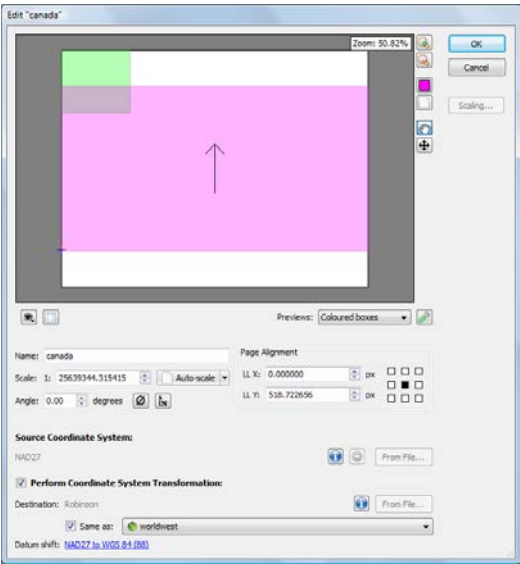 Edit "canada"
Zoom: 50.82%
OK
Cancel
Scaling...
Previews: Coloured boxes
Name: canada
Page Alignment
Scale: 1: 25639344.315415 Auto-scale
LL X: 0.000000 px
Angle: 0.00 degrees
LL Y: 518.722656 px
Source Coordinate System:
NAD27 From File...
Perform Coordinate System Transformation:
Destination: Robinson From File...
Same as: worldwest
Datum shift: NAD27 to WGS 84 (88)